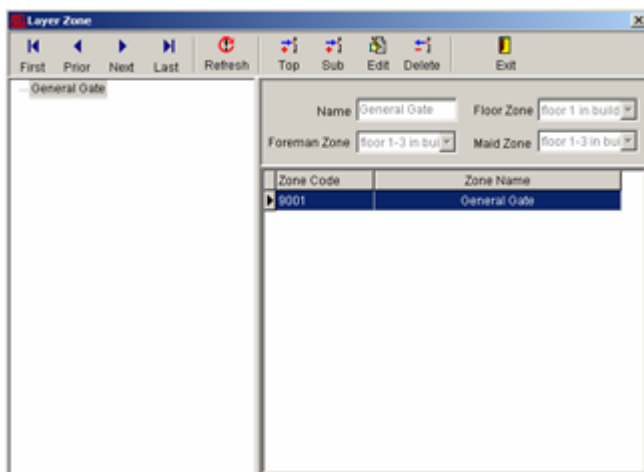 Layer Zone
First Prior Next Last Refresh Top Sub Edit Delete Exit
General Gate
Name General Gate Floor Zone floor 1 in build
Foreman Zone floor 1-3 in bui Maid Zone floor 1-3 in bui
Zone Code Zone Name
9001 General Gate